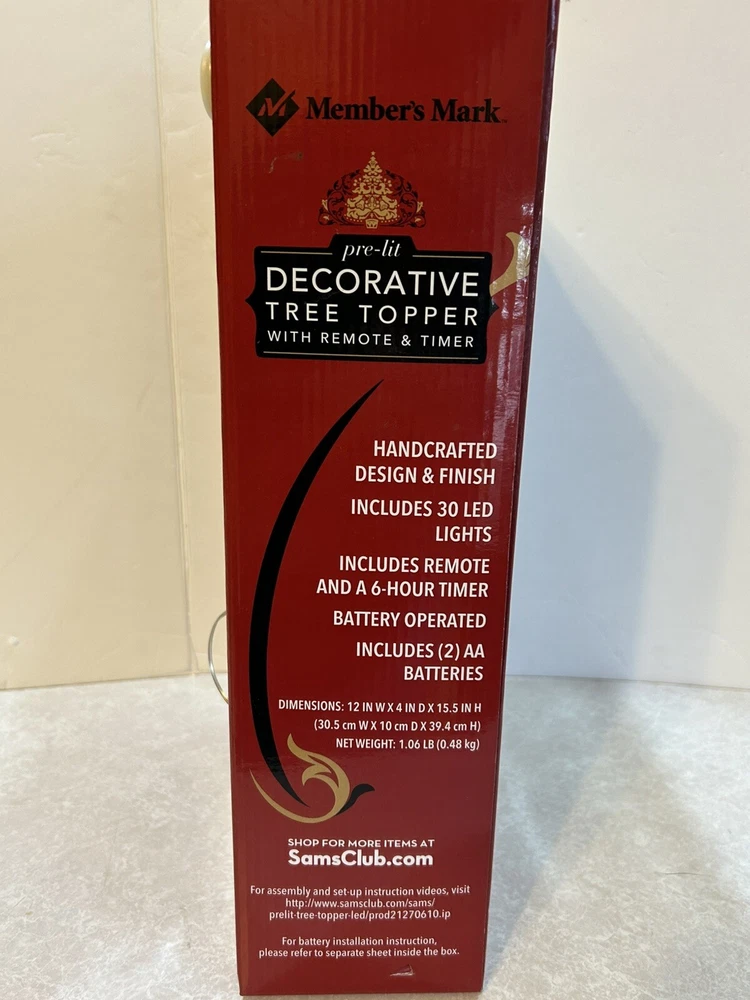 Member's Mark™
pre-lit
DECORATIVE
TREE TOPPER
WITH REMOTE & TIMER
HANDCRAFTED
DESIGN & FINISH
INCLUDES 30 LED
LIGHTS
INCLUDES REMOTE
AND A 6-HOUR TIMER
BATTERY OPERATED
INCLUDES (2) AA
BATTERIES
DIMENSIONS: 12 IN W X 4 IN D X 15.5 IN H
(30.5 cm W X 10 cm D X 39.4 cm H)
NET WEIGHT: 1.06 LB (0.48 kg)
SHOP FOR MORE ITEMS AT
SamsClub.com
For assembly and set-up instruction videos, visit
http://www.samsclub.com/sams/
prelit-tree-topper-led/prod21270610.ip
For battery installation instruction,
please refer to separate sheet inside the box.